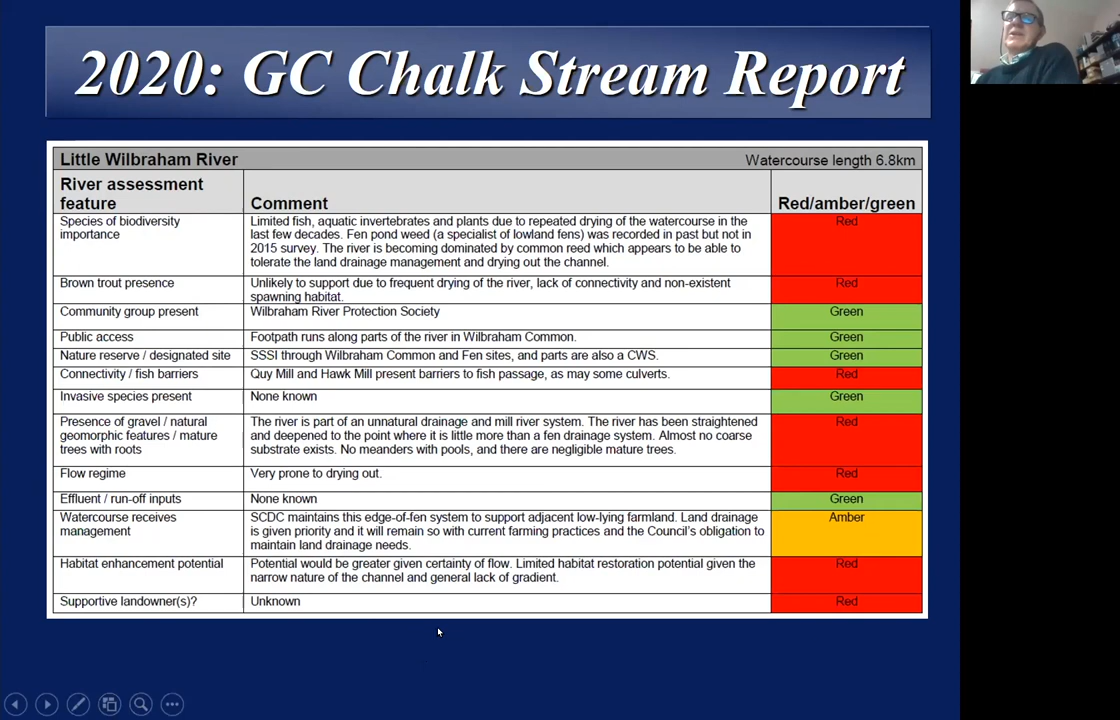 2020: GC Chalk Stream Report
Little Wilbraham River
Watercourse length 6.8km
River assessment
feature
Comment
Red/amber/green
Species of biodiversity
importance
Limited fish, aquatic invertebrates and plants due to repeated drying of the watercourse in the
last few decades. Fen pond weed (a specialist of lowland fens) was recorded in past but not in
2015 survey. The river is becoming dominated by common reed which appears to be able to
tolerate the land drainage management and drying out the channel.
Red
Brown trout presence
Unlikely to support due to frequent drying of the river, lack of connectivity and non-existent
spawning habitat.
Red
Community group present
Wilbraham River Protection Society
Green
Public access
Footpath runs along parts of the river in Wilbraham Common.
Green
Nature reserve / designated site
SSSI through Wilbraham Common and Fen sites, and parts are also a CWS.
Green
Connectivity / fish barriers
Quy Mill and Hawk Mill present barriers to fish passage, as may some culverts.
Red
Invasive species present
None known
Green
Presence of gravel / natural
geomorphic features / mature
trees with roots
The river is part of an unnatural drainage and mill river system. The river has been straightened
and deepened to the point where it is little more than a fen drainage system. Almost no coarse
substrate exists. No meanders with pools, and there are negligible mature trees.
Red
Flow regime
Very prone to drying out.
Red
Effluent / run-off inputs
None known
Green
Watercourse receives
management
SCDC maintains this edge-of-fen system to support adjacent low-lying farmland. Land drainage
is given priority and it will remain so with current farming practices and the Council's obligation to
maintain land drainage needs.
Amber
Habitat enhancement potential
Potential would be greater given certainty of flow. Limited habitat restoration potential given the
narrow nature of the channel and general lack of gradient.
Red
Supportive landowner(s)?
Unknown
Red